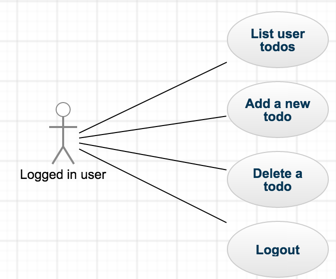 List user
todos
Add a new
todo
Logged in user
Delete a
todo
Logout